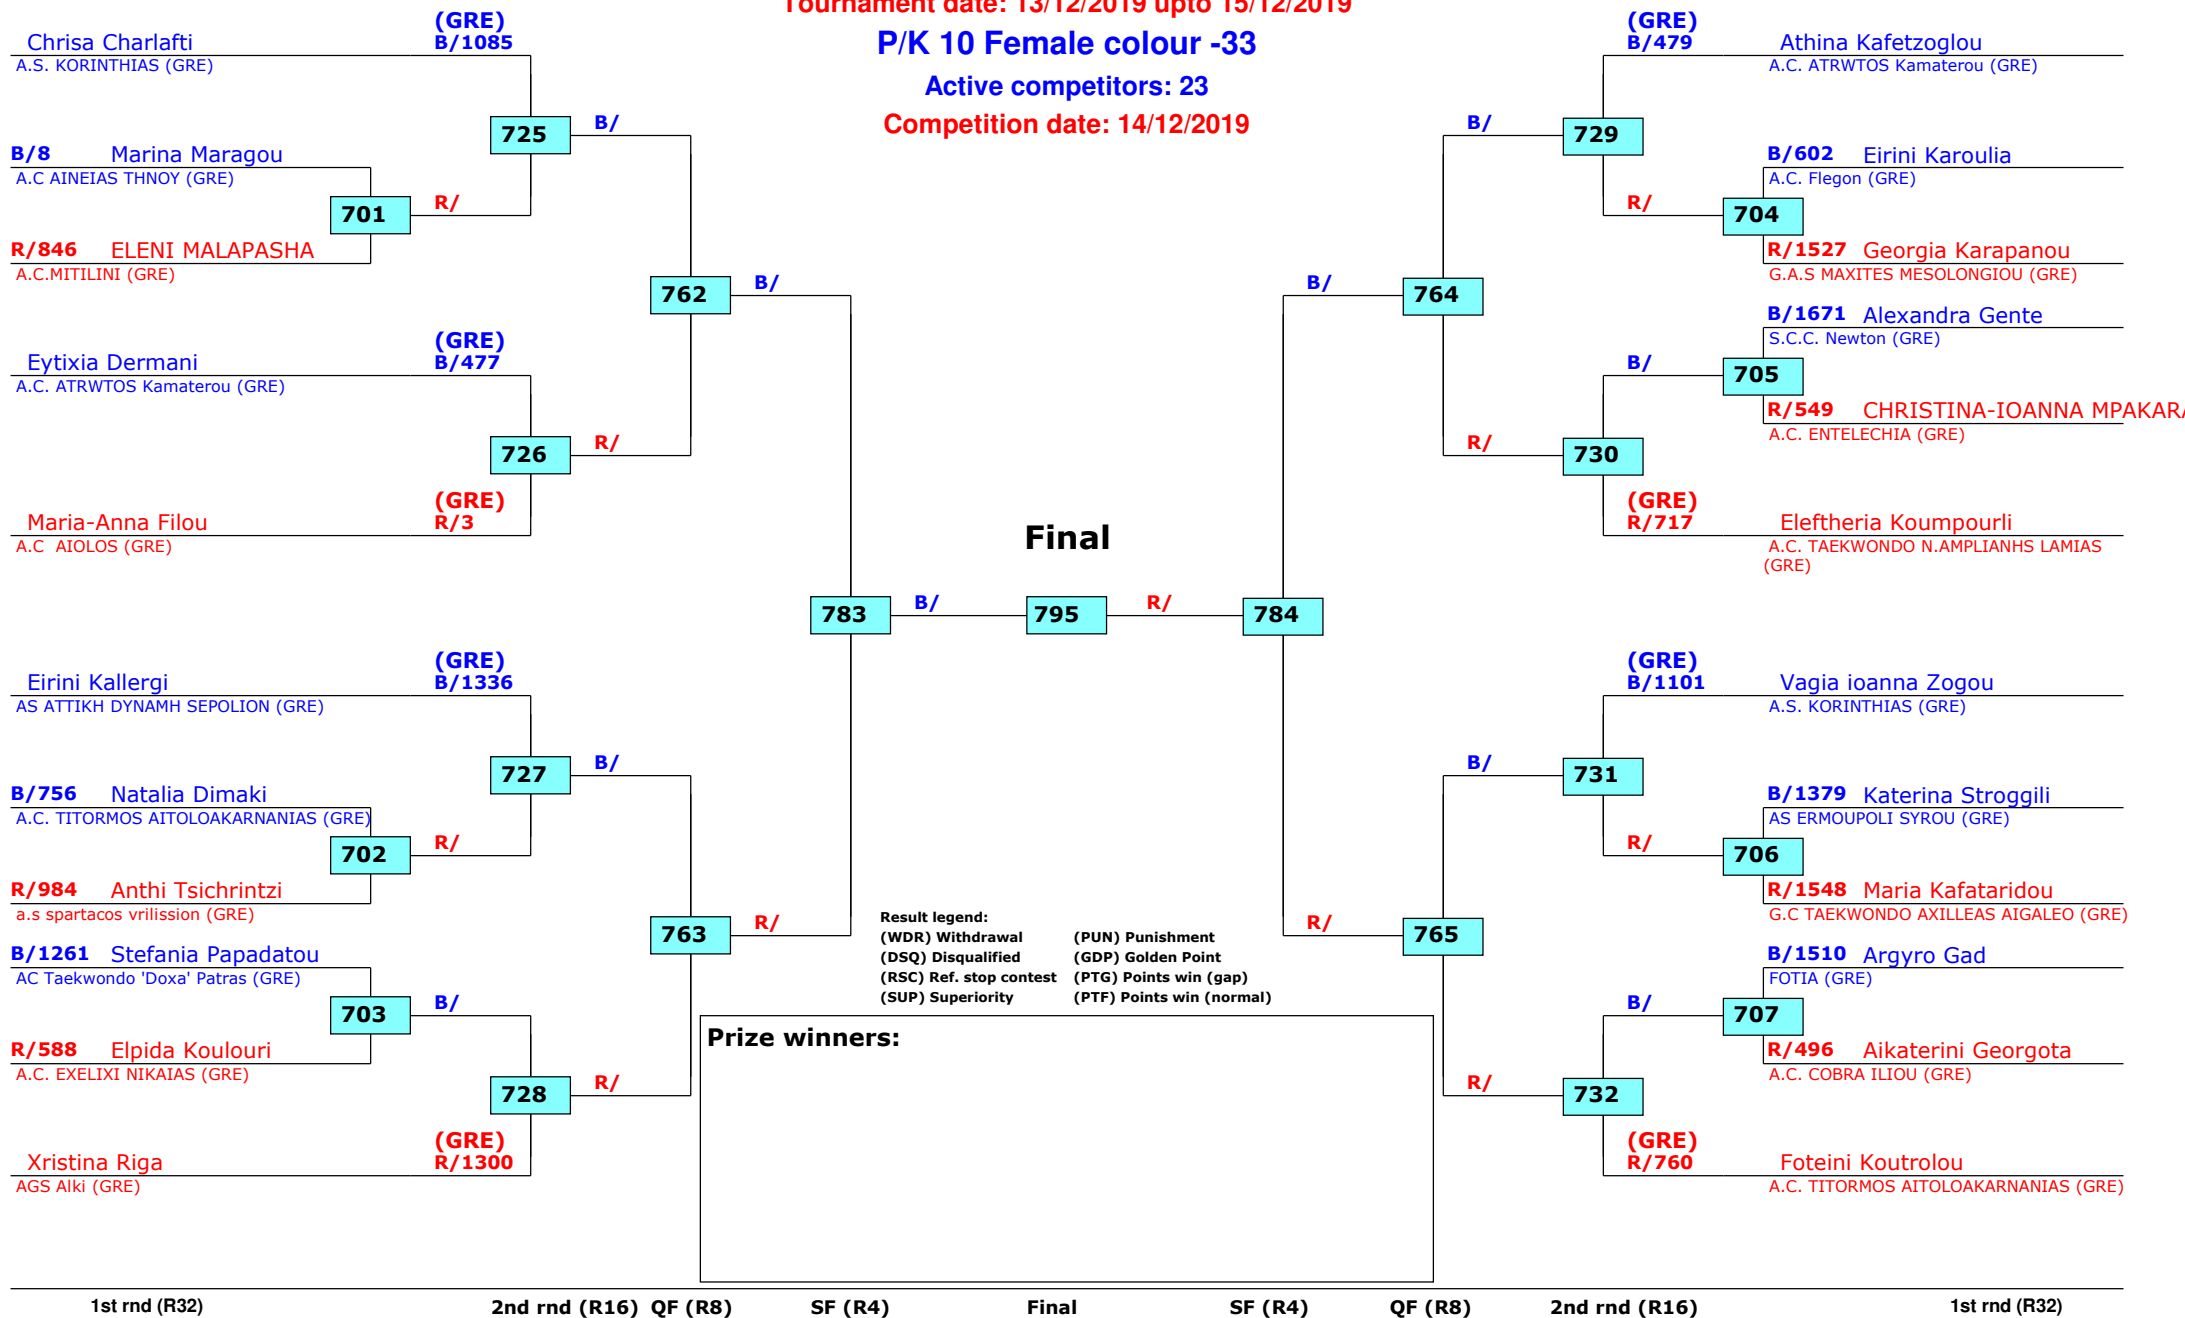 Tournament date: 13/12/2019 upto 15/12/2019
P/K 10 Female colour -33
Active competitors: 23
Competition date: 14/12/2019
(GRE)
Chrisa Charlafti B/1085
A.S. KORINTHIAS (GRE)
725 B/
B/8 Marina Maragou
A.C AINEIAS THNOY (GRE)
701 R/
R/846 ELENI MALAPASHA
A.C.MITILINI (GRE)
762 B/
(GRE)
Eytixia Dermani B/477
A.C. ATRWTOS Kamaterou (GRE)
726 R/
(GRE)
Maria-Anna Filou R/3
A.C AIOLOS (GRE)
783 B/
(GRE)
Eirini Kallergi B/1336
AS ATTIKH DYNAMH SEPOLION (GRE)
727 B/
B/756 Natalia Dimaki
A.C. TITORMOS AITOLOAKARNANIAS (GRE)
702 R/
R/984 Anthi Tsichrintzi
a.s spartacos vrilission (GRE)
763 R/
B/1261 Stefania Papadatou
AC Taekwondo 'Doxa' Patras (GRE)
703 B/
R/588 Elpida Koulouri
A.C. EXELIXI NIKAIAS (GRE)
728 R/
(GRE)
Xristina Riga R/1300
AGS Alki (GRE)
Final
795
(GRE)
B/479 Athina Kafetzoglou
A.C. ATRWTOS Kamaterou (GRE)
B/ 729
B/602 Eirini Karoulia
A.C. Flegon (GRE)
R/ 704
R/1527 Georgia Karapanou
G.A.S MAXITES MESOLONGIOU (GRE)
B/ 764
B/1671 Alexandra Gente
S.C.C. Newton (GRE)
B/ 705
R/549 CHRISTINA-IOANNA
A.C. ENTELECHIA (GRE)
R/ 730
(GRE)
R/717 Eleftheria Koumpourli
A.C. TAEKWONDO N.AMPLIANHS LAMIAS
(GRE)
R/ 784
(GRE)
B/1101 Vagia ioanna Zogou
A.S. KORINTHIAS (GRE)
B/ 731
B/1379 Katerina Stroggili
AS ERMOUPOLI SYROU (GRE)
R/ 706
R/1548 Maria Kafataridou
G.C TAEKWONDO AXILLEAS AIGALEO (GRE)
R/ 765
B/1510 Argyro Gad
FOTIA (GRE)
B/ 707
R/496 Aikaterini Georgota
A.C. COBRA ILIOU (GRE)
R/ 732
(GRE)
R/760 Foteini Koutrolou
A.C. TITORMOS AITOLOAKARNANIAS (GRE)
Result legend:
(WDR) Withdrawal (PUN) Punishment
(DSQ) Disqualified (GDP) Golden Point
(RSC) Ref. stop contest (PTG) Points win (gap)
(SUP) Superiority (PTF) Points win (normal)
Prize winners:
1st rnd (R32) 2nd rnd (R16) QF (R8) SF (R4) Final SF (R4) QF (R8) 2nd rnd (R16) 1st rnd (R32)